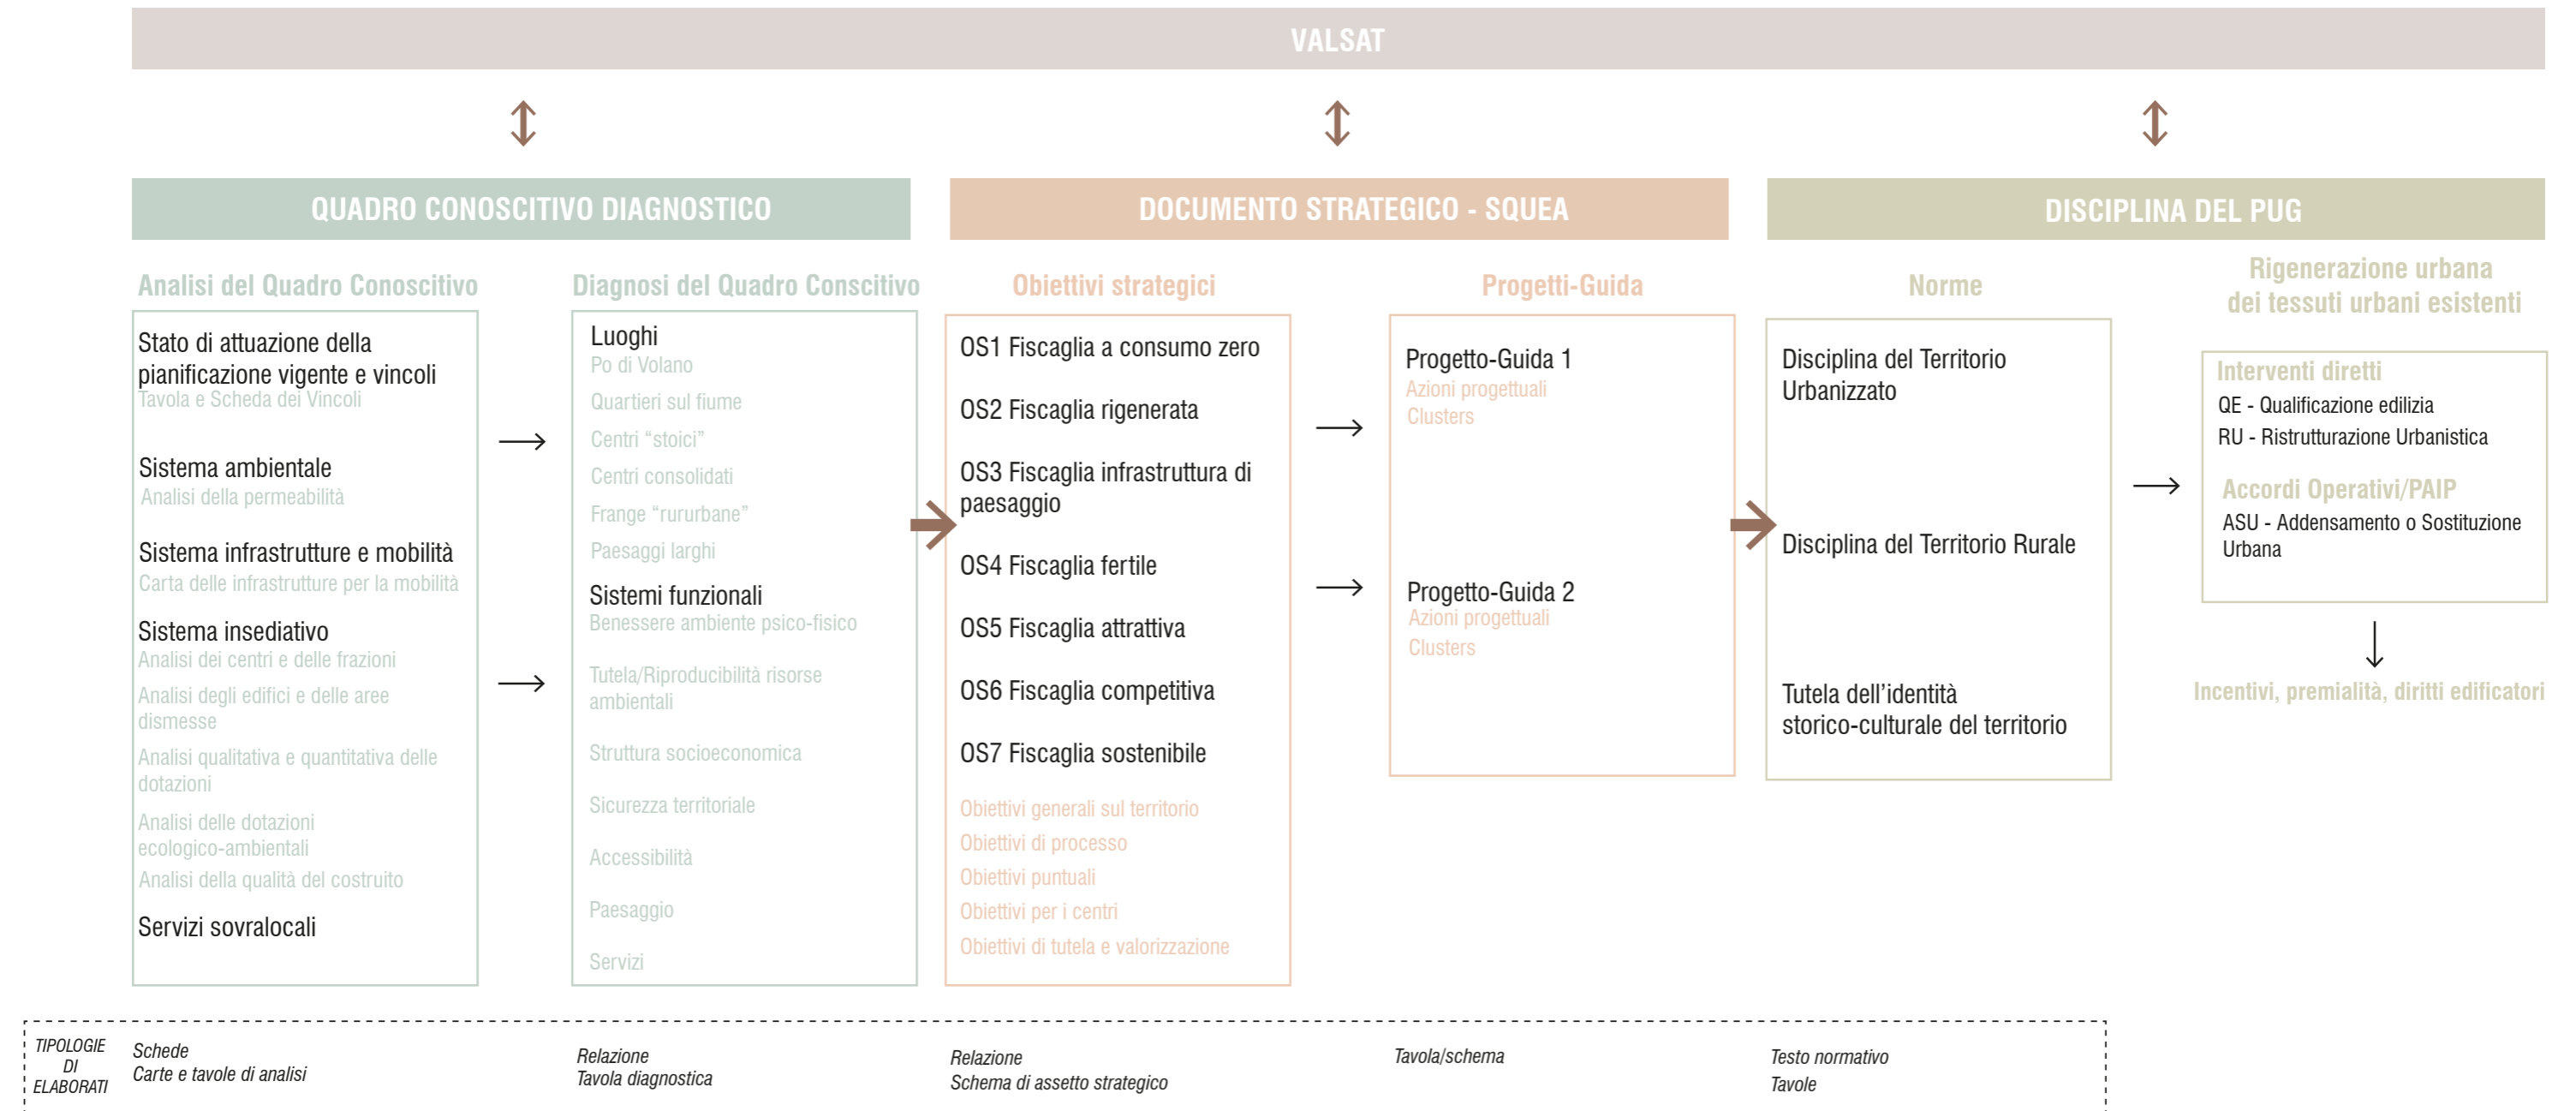 VALSAT
QUADRO CONOSCITIVO DIAGNOSTICO
Analisi del Quadro Conoscitivo
Stato di attuazione della
pianificazione vigente e vincoli
Tavola e Scheda dei Vincoli
Sistema ambientale
Analisi della permeabilità
Sistema infrastrutture e mobilità
Carta delle infrastrutture per la mobilità
Sistema insediativo
Analisi dei centri e delle frazioni
Analisi degli edifici e delle aree
dismesse
Analisi qualitativa e quantitativa delle
dotazioni
Analisi delle dotazioni
ecologico-ambientali
Analisi della qualità del costruito
Servizi sovralocali
Diagnosi del Quadro Conscitivo
Luoghi
Po di Volano
Quartieri sul fiume
Centri “stoici”
Centri consolidati
Frange “rururbane”
Paesaggi larghi
Sistemi funzionali
Benessere ambiente psico-fisico
Tutela/Riproducibilità risorse
ambientali
Struttura socioeconomica
Sicurezza territoriale
Accessibilità
Paesaggio
Servizi
DOCUMENTO STRATEGICO - SQUEA
Obiettivi strategici
OS1 Fiscaglia a consumo zero
OS2 Fiscaglia rigenerata
OS3 Fiscaglia infrastruttura di
paesaggio
OS4 Fiscaglia fertile
OS5 Fiscaglia attrattiva
OS6 Fiscaglia competitiva
OS7 Fiscaglia sostenibile
Obiettivi generali sul territorio
Obiettivi di processo
Obiettivi puntuali
Obiettivi per i centri
Obiettivi di tutela e valorizzazione
Progetti-Guida
Progetto-Guida 1
Azioni progettuali
Clusters
Progetto-Guida 2
Azioni progettuali
Clusters
DISCIPLINA DEL PUG
Norme
Disciplina del Territorio
Urbanizzato
Disciplina del Territorio Rurale
Tutela dell’identità
storico-culturale del territorio
Rigenerazione urbana
dei tessuti urbani esistenti
Interventi diretti
QE - Qualificazione edilizia
RU - Ristrutturazione Urbanistica
Accordi Operativi/PAIP
ASU - Addensamento o Sostituzione
Urbana
Incentivi, premialità, diritti edificatori
TIPOLOGIE
DI
ELABORATI
Schede
Carte e tavole di analisi
Relazione
Tavola diagnostica
Relazione
Schema di assetto strategico
Tavola/schema
Testo normativo
Tavole